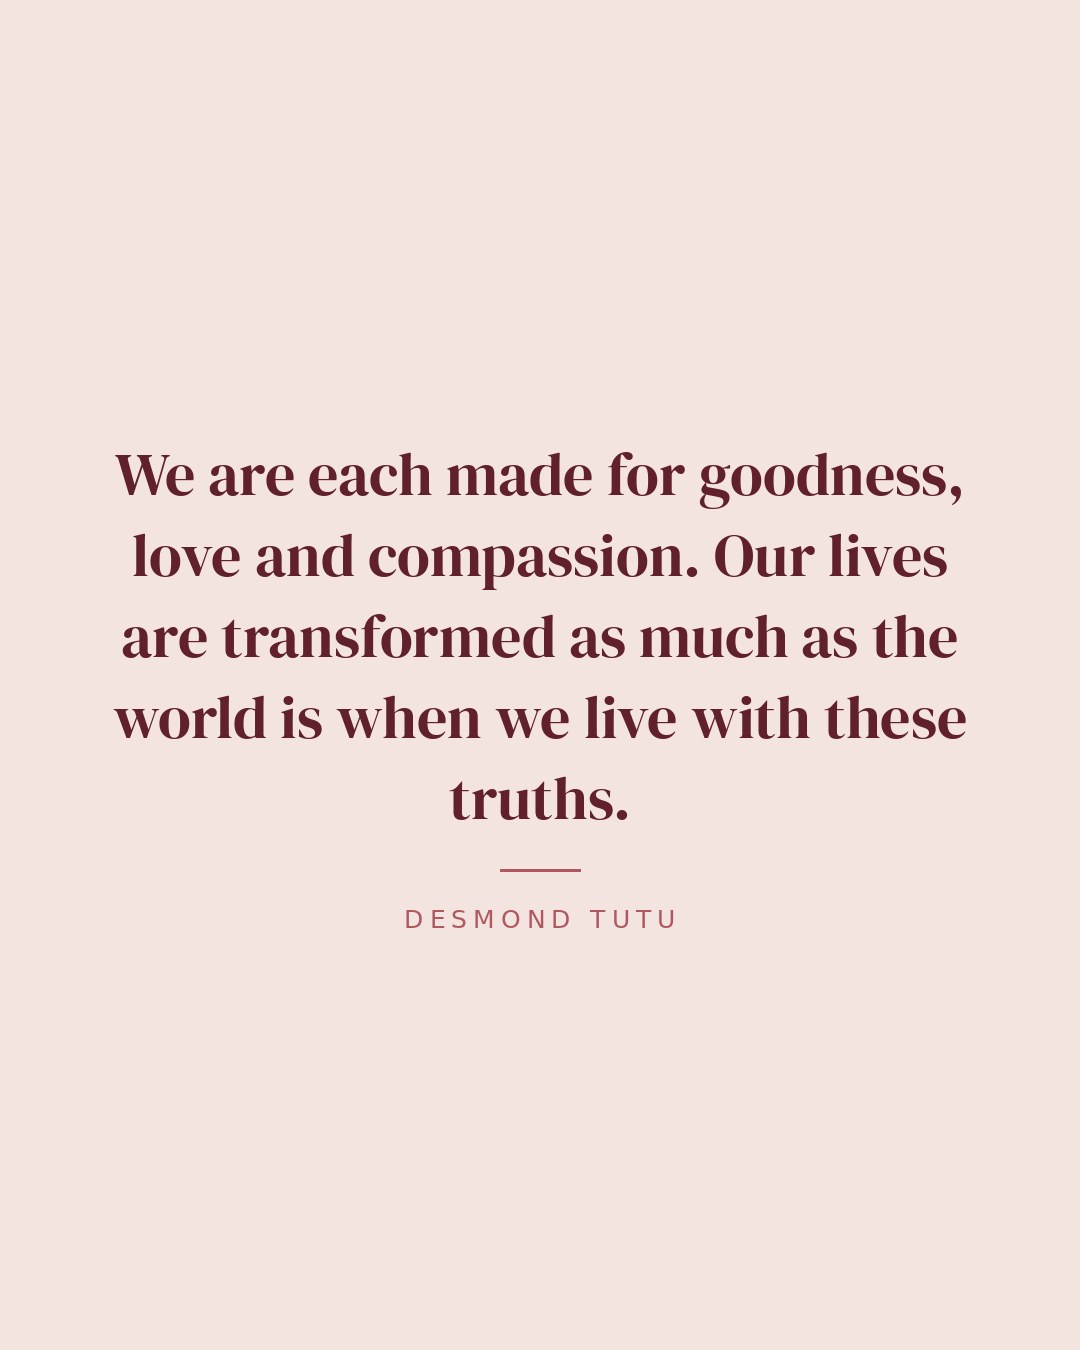 We are each made for goodness,
love and compassion. Our lives
are transformed as much as the
world is when we live with these
truths.
DESMOND TUTU